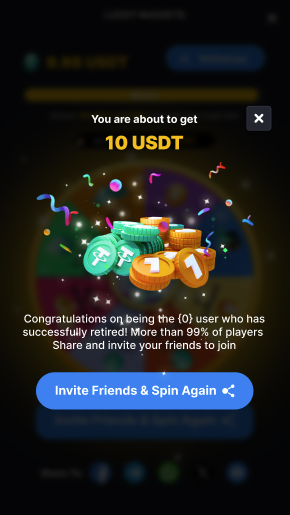 You are about to get
10 USDT
Congratulations on being the {0} user who has
successfully retired! More than 99% of players
Share and invite your friends to join
Invite Friends & Spin Again